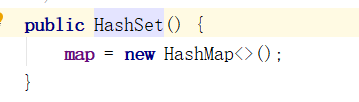 public HashSet() {
map = new HashMap<>();
}